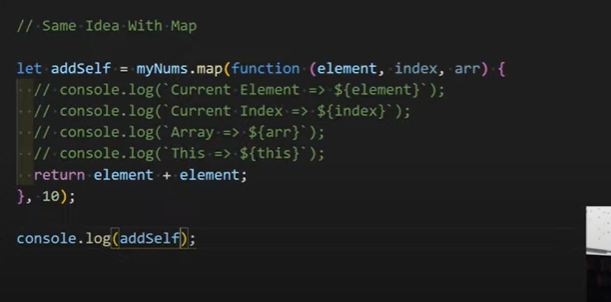 // Same Idea With Map
let addSelf = myNums.map(function (element, index, arr) {
// console.log(`Current Element => ${element}`);
// console.log(`Current Index => ${index}`);
// console.log(`Array => ${arr}`);
// console.log(`This => ${this}`);
return element + element;
}, 10);
console.log(addSelf);